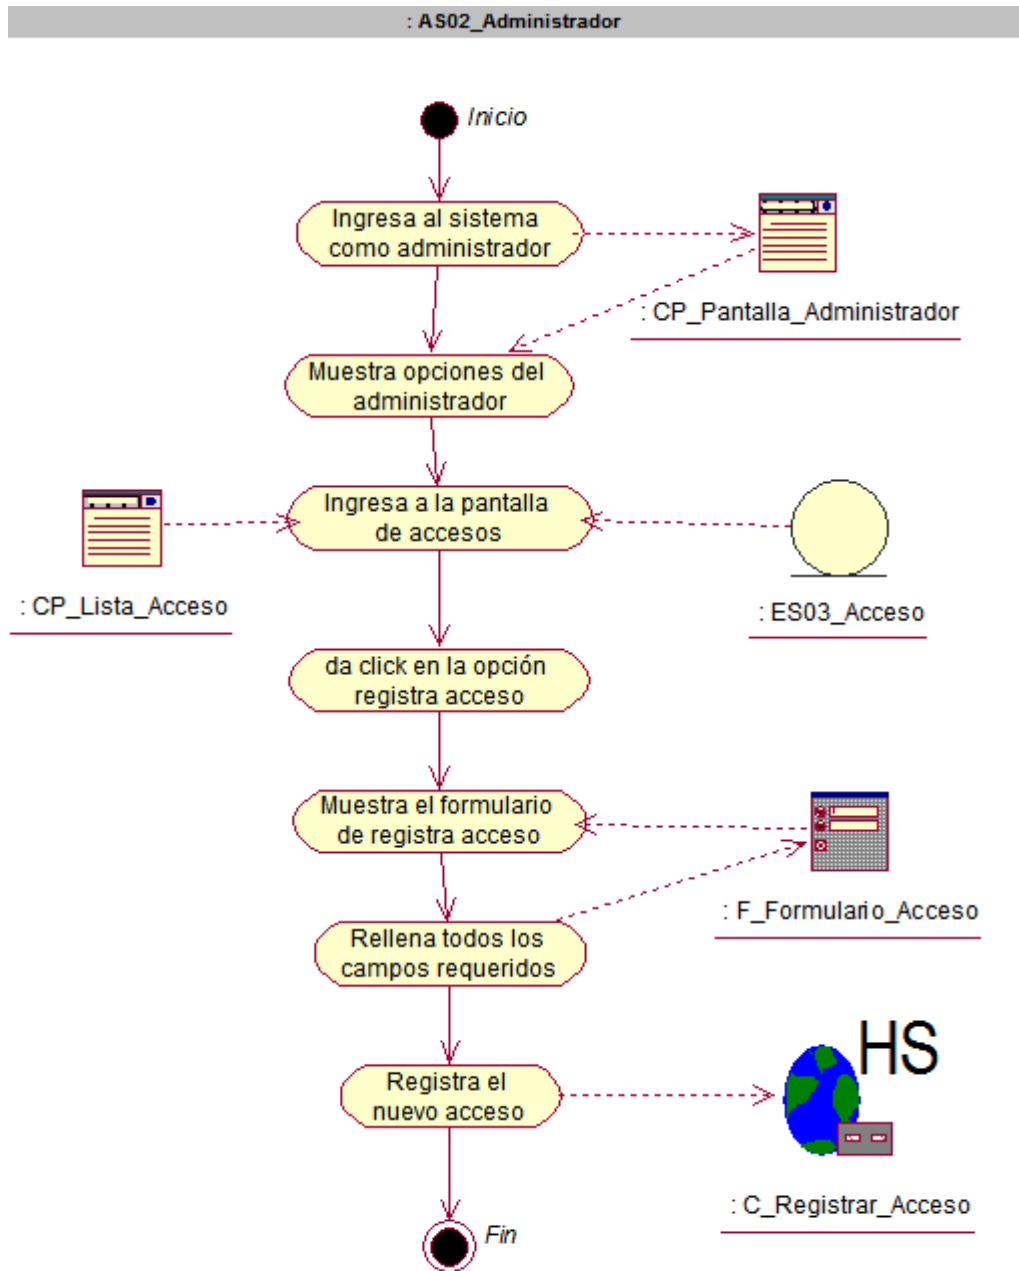 : AS02_Administrador
Inicio
Ingresa al sistema
como administrador
: CP_Pantalla_Administrador
Muestra opciones del
administrador
Ingresa a la pantalla
de accesos
: CP_Lista_Acceso
: ES03_Acceso
da click en la opción
registra acceso
Muestra el formulario
de registra acceso
: F_Formulario_Acceso
Rellena todos los
campos requeridos
HS
Registra el
nuevo acceso
: C_Registrar_Acceso
Fin